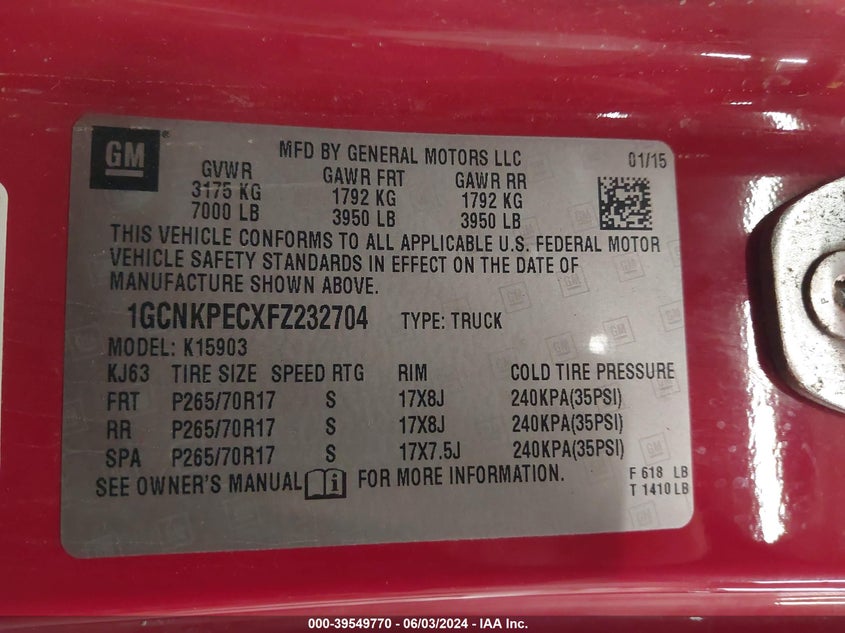 GM
MFD BY GENERAL MOTORS LLC 01/15
GVWR GAWR FRT GAWR RR
3175 KG 1792 KG 1792 KG
7000 LB 3950 LB 3950 LB
THIS VEHICLE CONFORMS TO ALL APPLICABLE U.S. FEDERAL MOTOR
VEHICLE SAFETY STANDARDS IN EFFECT ON THE DATE OF
MANUFACTURE SHOWN ABOVE.
1GCNKPECXFZ232704 TYPE: TRUCK
MODEL: K15903
KJ63 TIRE SIZE SPEED RTG RIM COLD TIRE PRESSURE
FRT P265/70R17 S 17X8J 240KPA(35PSI)
RR P265/70R17 S 17X8J 240KPA(35PSI)
SPA P265/70R17 S 17X7.5J 240KPA(35PSI)
SEE OWNER'S MANUAL FOR MORE INFORMATION.
F 618 LB
T 1410 LB
000-39549770 - 06/03/2024 - IAA Inc.